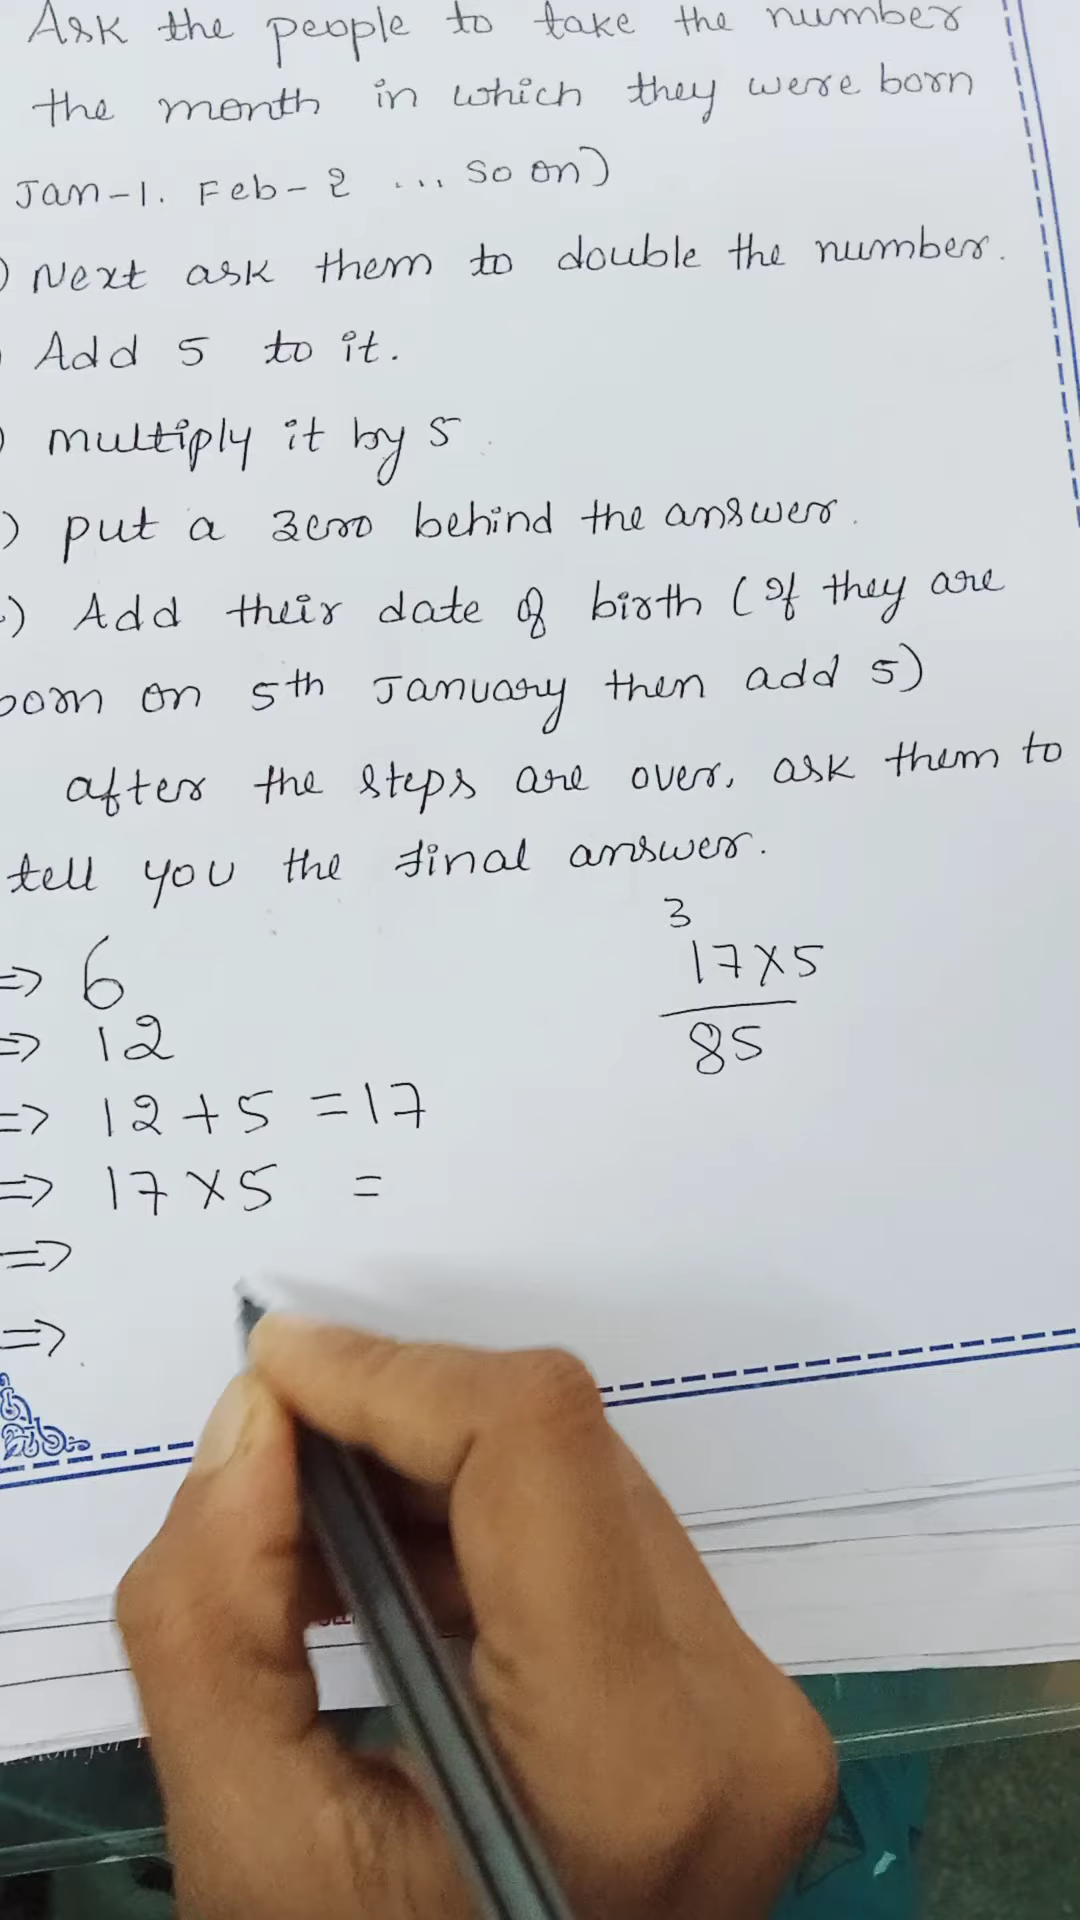 Ask the people to take the number
the month in which they were born
Jan-1. Feb-2 ... so on)
) Next ask them to double the number.
Add 5 to it.
) multiply it by 5
) put a zero behind the answer.
) Add their date of birth (If they are
born on 5th January then add 5)
after the steps are over, ask them to
tell you the final answer.
=> 6
=> 12
=> 12+5 =17
=> 17×5 =
=>
=>
3
17×5
85